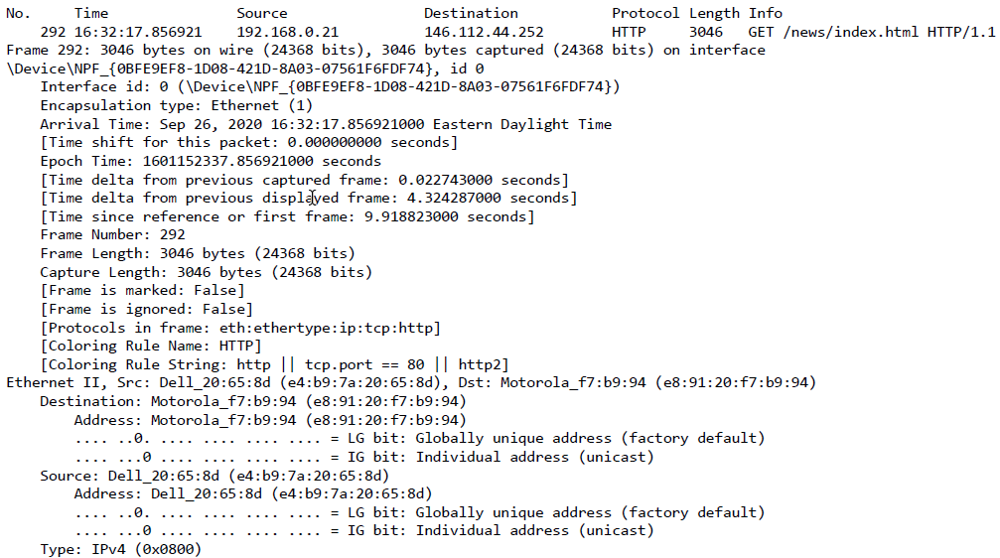 No.     Time               Source                Destination           Protocol Length Info
    292 16:32:17.856921    192.168.0.21          146.112.44.252        HTTP     3046   GET /news/index.html HTTP/1.1
Frame 292: 3046 bytes on wire (24368 bits), 3046 bytes captured (24368 bits) on interface
\Device\NPF_{0BFE9EF8-1D08-421D-8A03-07561F6FDF74}, id 0
    Interface id: 0 (\Device\NPF_{0BFE9EF8-1D08-421D-8A03-07561F6FDF74})
    Encapsulation type: Ethernet (1)
    Arrival Time: Sep 26, 2020 16:32:17.856921000 Eastern Daylight Time
    [Time shift for this packet: 0.000000000 seconds]
    Epoch Time: 1601152337.856921000 seconds
    [Time delta from previous captured frame: 0.022743000 seconds]
    [Time delta from previous displayed frame: 4.324287000 seconds]
    [Time since reference or first frame: 9.918823000 seconds]
    Frame Number: 292
    Frame Length: 3046 bytes (24368 bits)
    Capture Length: 3046 bytes (24368 bits)
    [Frame is marked: False]
    [Frame is ignored: False]
    [Protocols in frame: eth:ethertype:ip:tcp:http]
    [Coloring Rule Name: HTTP]
    [Coloring Rule String: http || tcp.port == 80 || http2]
Ethernet II, Src: Dell_20:65:8d (e4:b9:7a:20:65:8d), Dst: Motorola_f7:b9:94 (e8:91:20:f7:b9:94)
    Destination: Motorola_f7:b9:94 (e8:91:20:f7:b9:94)
        Address: Motorola_f7:b9:94 (e8:91:20:f7:b9:94)
        .... ..0. .... .... .... .... = LG bit: Globally unique address (factory default)
        .... ...0 .... .... .... .... = IG bit: Individual address (unicast)
    Source: Dell_20:65:8d (e4:b9:7a:20:65:8d)
        Address: Dell_20:65:8d (e4:b9:7a:20:65:8d)
        .... ..0. .... .... .... .... = LG bit: Globally unique address (factory default)
        .... ...0 .... .... .... .... = IG bit: Individual address (unicast)
    Type: IPv4 (0x0800)